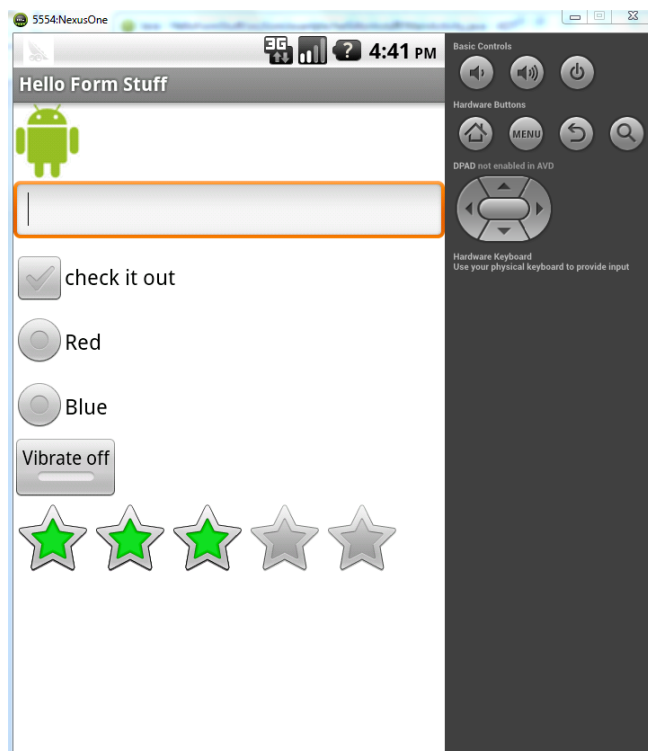 5554:NexusOne
3G
? 4:41 PM
Hello Form Stuff
check it out
Red
Blue
Vibrate off
Basic Controls
Hardware Buttons
MENU
DPAD not enabled in AVD
Hardware Keyboard
Use your physical keyboard to provide input